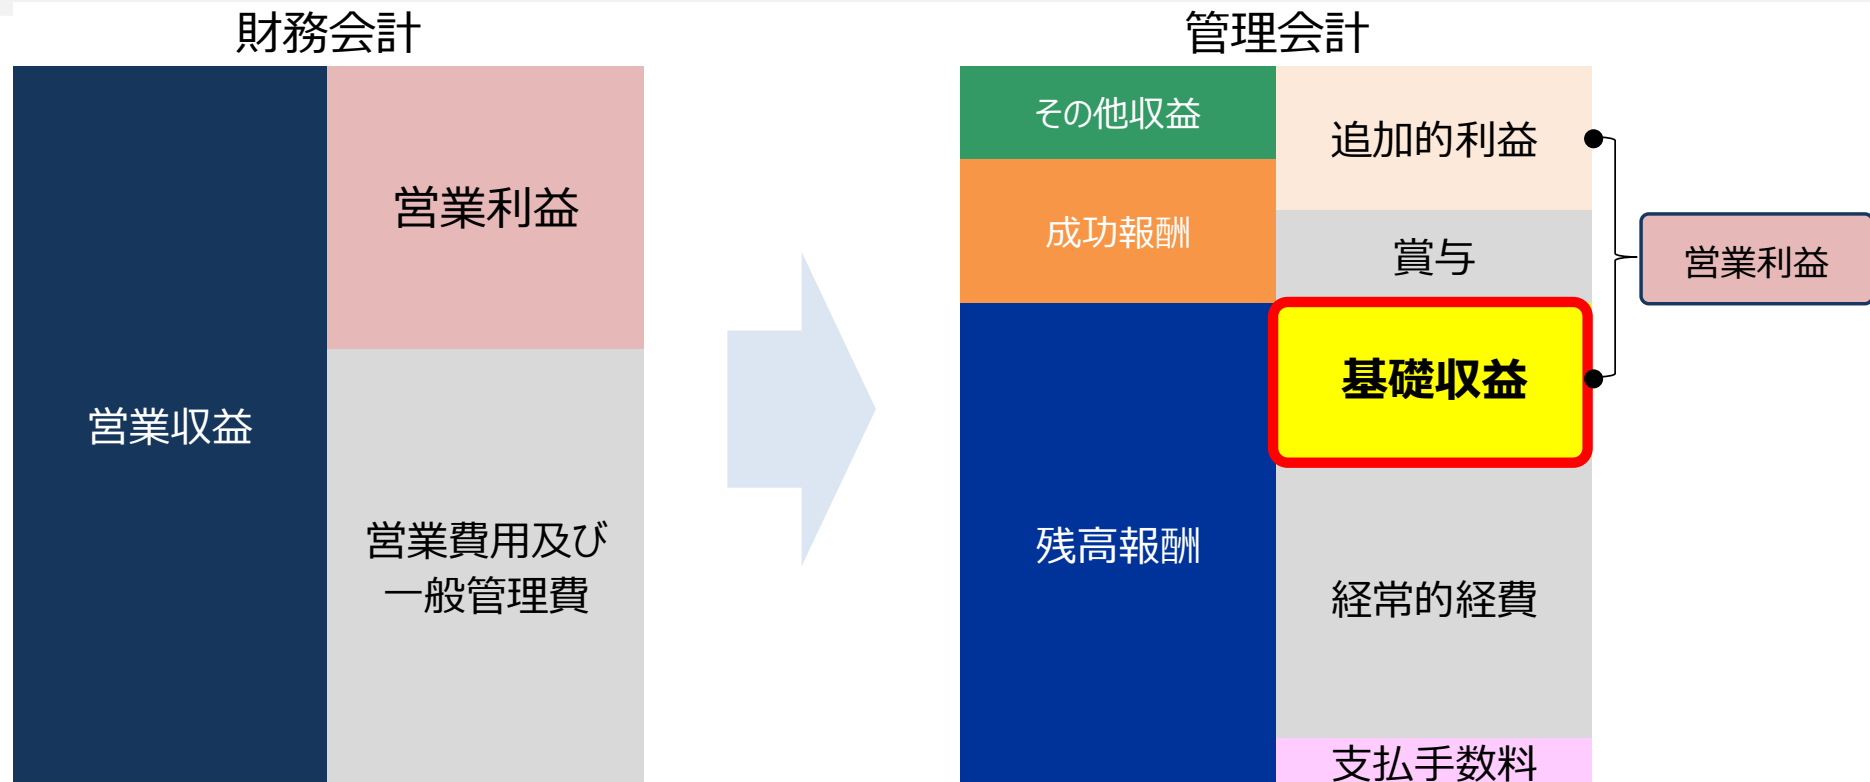 財務会計
営業収益
営業利益
営業費用及び
一般管理費
管理会計
その他収益
成功報酬
残高報酬
追加的利益
賞与
基礎収益
経常的経費
支払手数料
営業利益